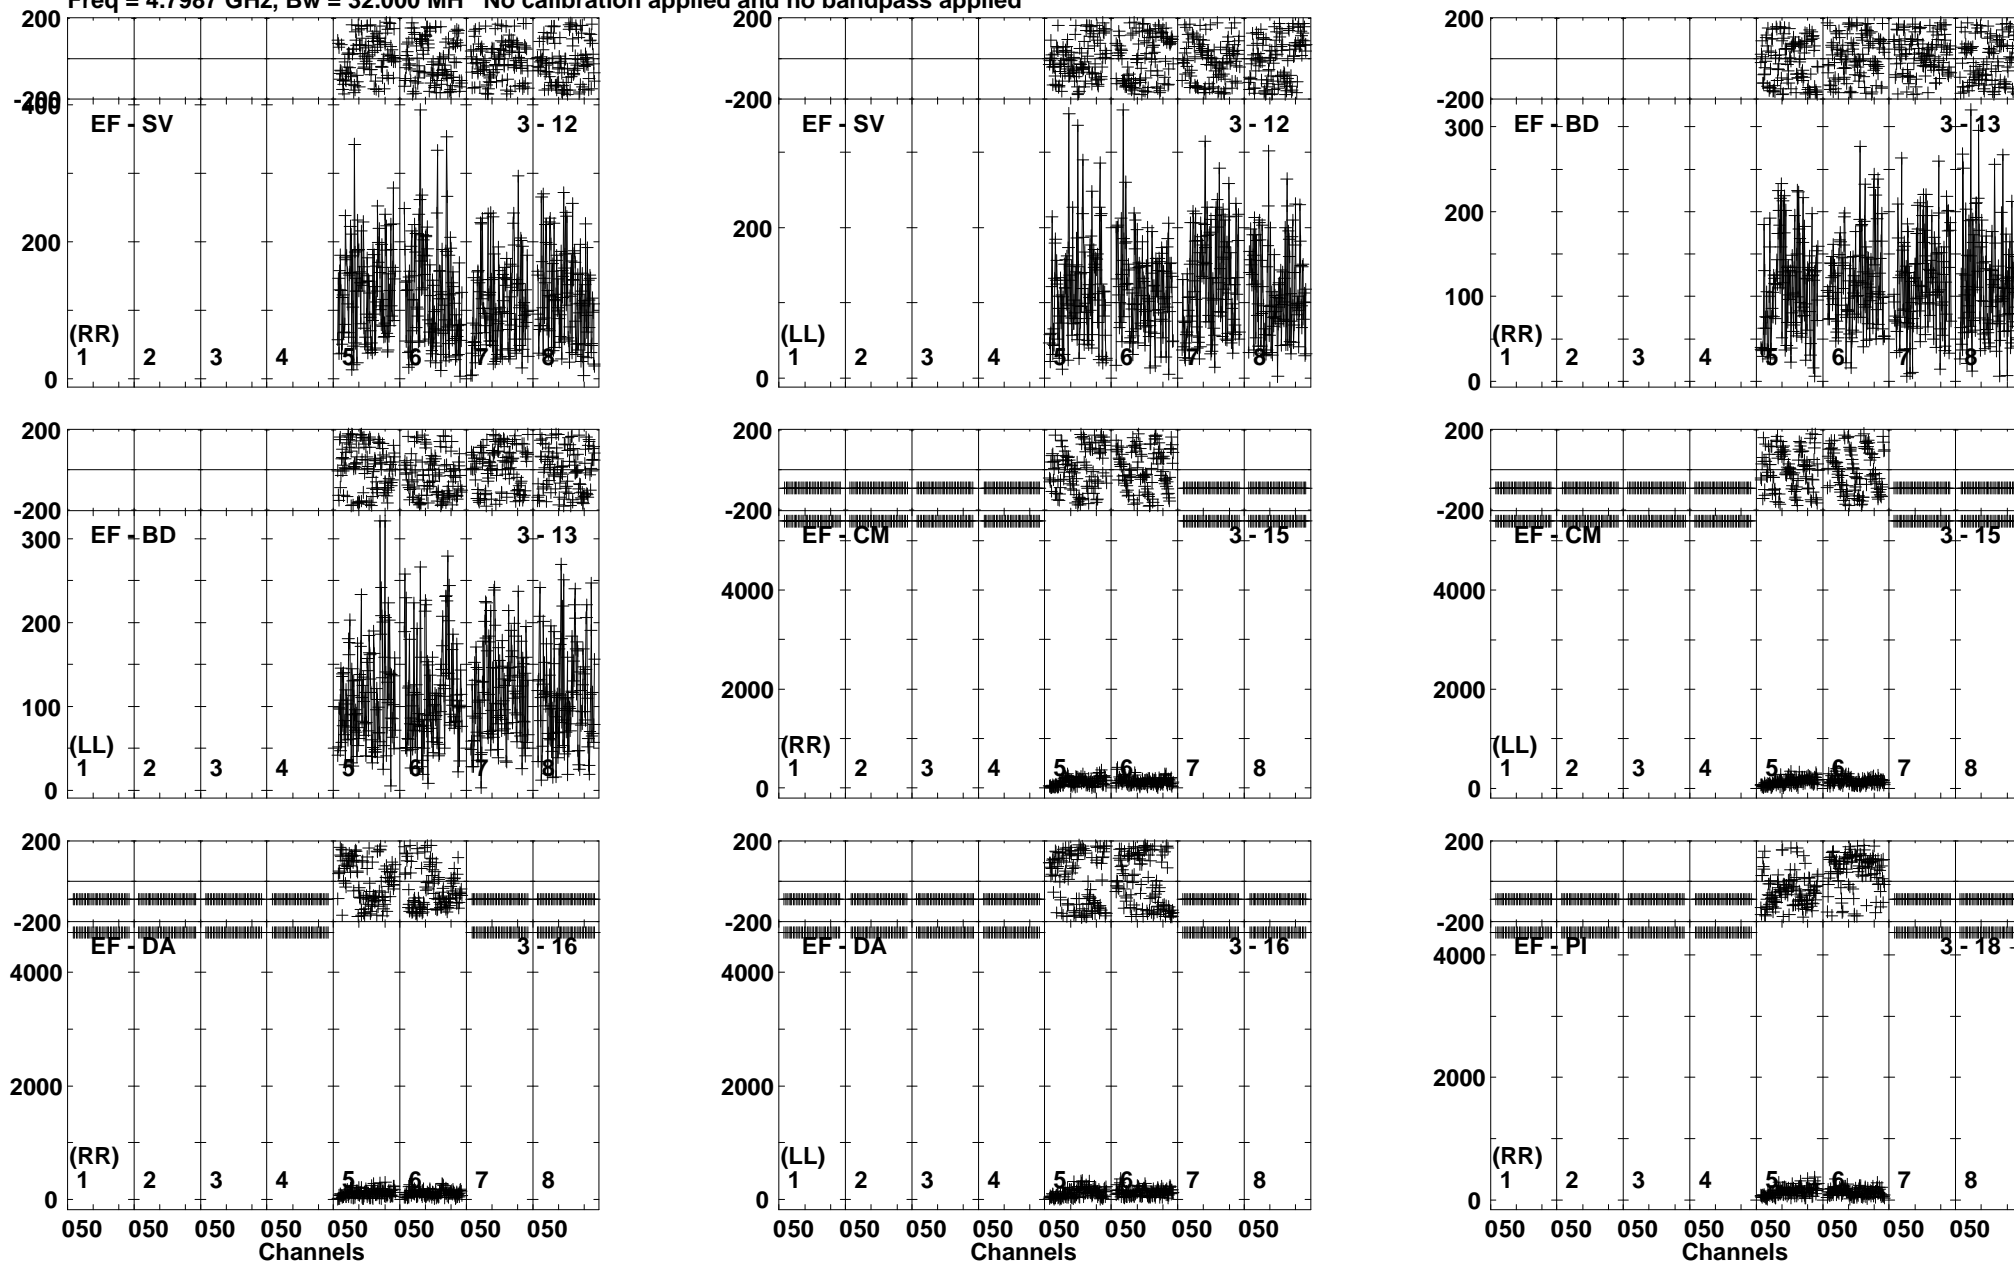 Freq = 4.7987 GHz, Bw = 32.000 MH No calibration applied and no bandpass applied
200 200 200
-200 -200 -200
400
EF - SV 3 - 12 EF - SV 3 - 12 300 EF - BD 3 - 13
200 200 200
100
(RR) (LL) (RR)
1 2 3 4 5 6 7 8 1 2 3 4 5 6 7 8 1 2 3 4 5 6 7 8
0 0 0
200 200 200
-200 -200 -200
300 EF - BD 3 - 13 EF - CM 3 - 15 EF - CM 3 - 15
200 4000 4000
100 2000 2000
(LL) (RR) (LL)
1 2 3 4 5 6 7 8 1 2 3 4 5 6 7 8 1 2 3 4 5 6 7 8
0 0 0
200 200 200
-200 -200 -200
EF - DA 3 - 16 EF - DA 3 - 16 EF - PI 3 - 18
4000 4000 4000
2000 2000 2000
(RR) (LL) (RR)
1 2 3 4 5 6 7 8 1 2 3 4 5 6 7 8 1 2 3 4 5 6 7 8
0 0 0
050 050 050 050 050 050 050 050 050 050 050 050 050 050 050 050 050 050 050 050 050 050 050 050
Channels Channels Channels